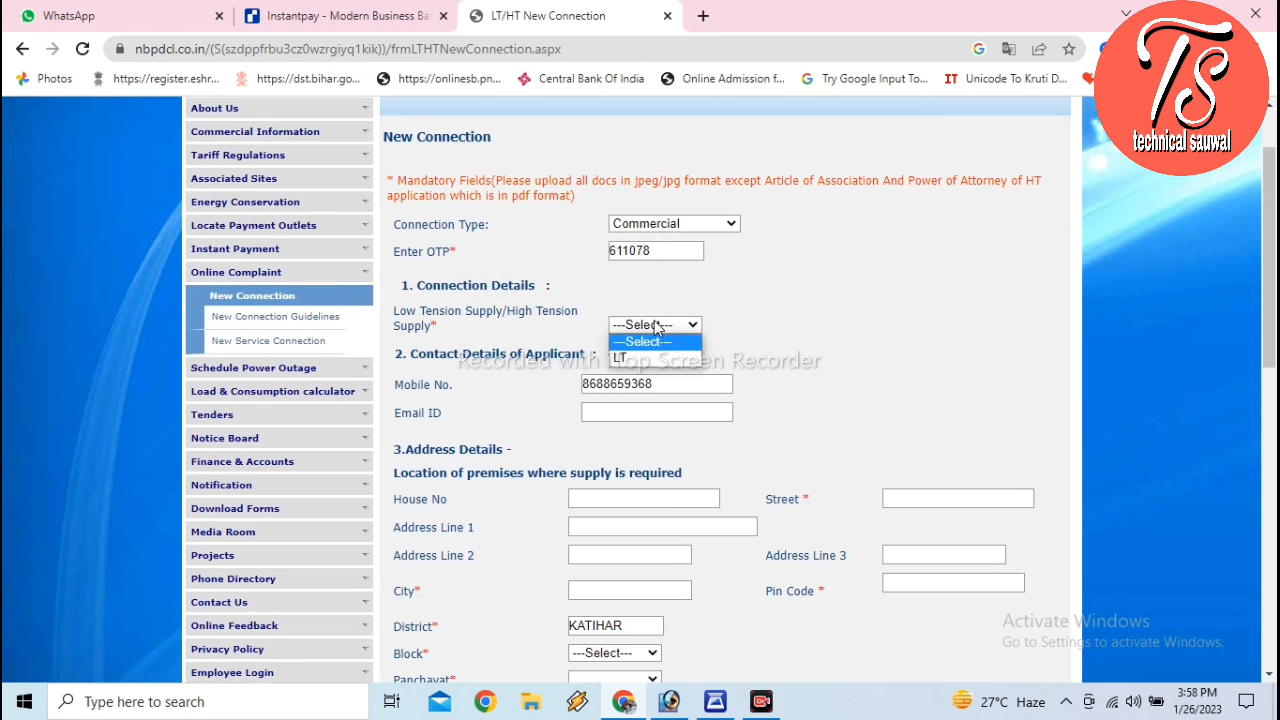 WhatsApp
Instantpay - Modern Business Ba
LT/HT New Connection
nbpdcl.co.in/(S(szdppfrbu3cz0wzrgiyq1kik))/frmLTHTNewConnection.aspx
Photos
https://register.eshr...
https://dst.bihar.go...
https://onlinesb.pn...
Central Bank Of India
Online Admission f...
Try Google Input To...
Unicode To Kruti D
TS
technical sauwal
About Us
Commercial Information
Tariff Regulations
Associated Sites
Energy Conservation
Locate Payment Outlets
Instant Payment
Online Complaint
New Connection
New Connection Guidelines
New Service Connection
Schedule Power Outage
Load & Consumption calculator
Tenders
Notice Board
Finance & Accounts
Notification
Download Forms
Media Room
Projects
Phone Directory
Contact Us
Online Feedback
Privacy Policy
Employee Login
New Connection
* Mandatory Fields(Please upload all docs in jpeg/jpg format except Article of Association And Power of Attorney of HT
application which is in pdf format)
Connection Type: Commercial
Enter OTP* 611078
1. Connection Details :
Low Tension Supply/High Tension
Supply* ---Select---
---Select---
LT
2. Contact Details of Applicant :
Recorded with iTop Screen Recorder
Mobile No. 8688659368
Email ID
3.Address Details -
Location of premises where supply is required
House No Street *
Address Line 1
Address Line 2 Address Line 3
City* Pin Code *
District* KATIHAR
Block* ---Select---
Panchayat*
Activate Windows
Go to Settings to activate Windows.
Type here to search
27°C Haze
3:58 PM
1/26/2023